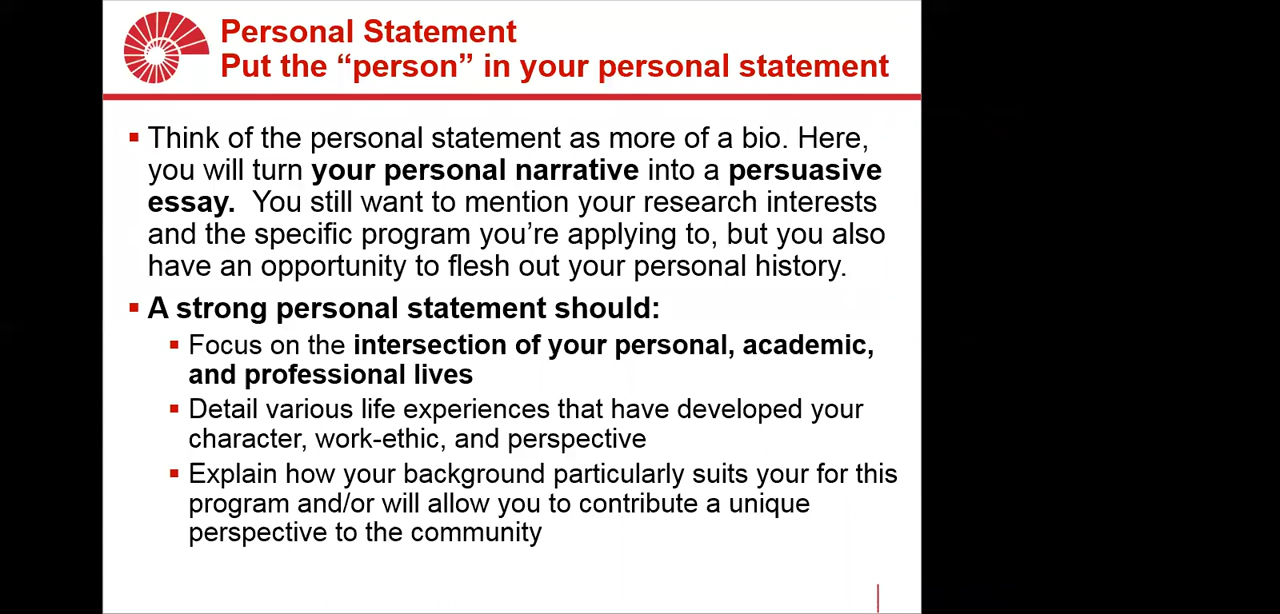 Personal Statement
Put the “person” in your personal statement
▪ Think of the personal statement as more of a bio. Here,
you will turn your personal narrative into a persuasive
essay.  You still want to mention your research interests
and the specific program you’re applying to, but you also
have an opportunity to flesh out your personal history.
▪ A strong personal statement should:
▪ Focus on the intersection of your personal, academic,
and professional lives
▪ Detail various life experiences that have developed your
character, work-ethic, and perspective
▪ Explain how your background particularly suits your for this
program and/or will allow you to contribute a unique
perspective to the community